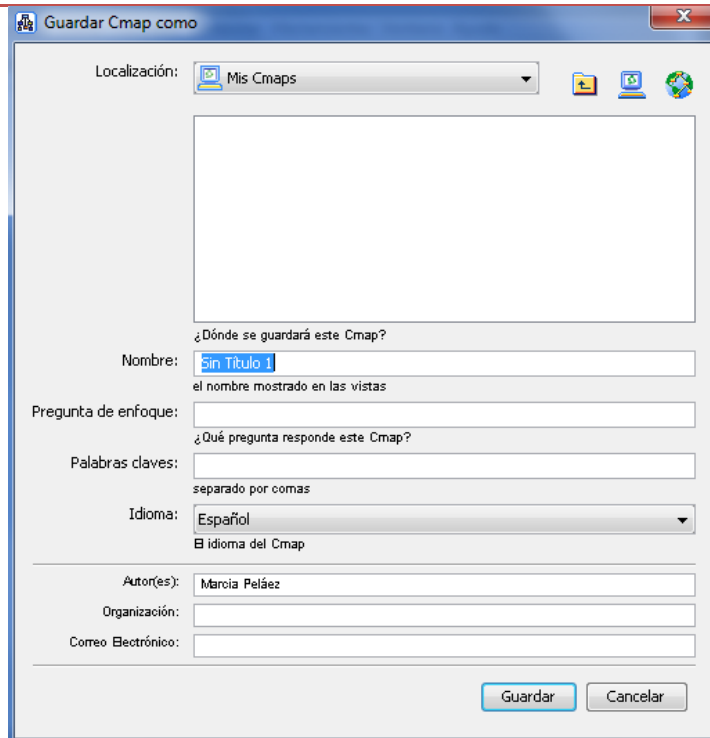 Guardar Cmap como
Localización: Mis Cmaps
¿Dónde se guardará este Cmap?
Nombre: Sin Título 1
el nombre mostrado en las vistas
Pregunta de enfoque:
¿Qué pregunta responde este Cmap?
Palabras claves:
separado por comas
Idioma: Español
El idioma del Cmap
Autor(es): Marcia Peláez
Organización:
Correo Electrónico:
Guardar Cancelar